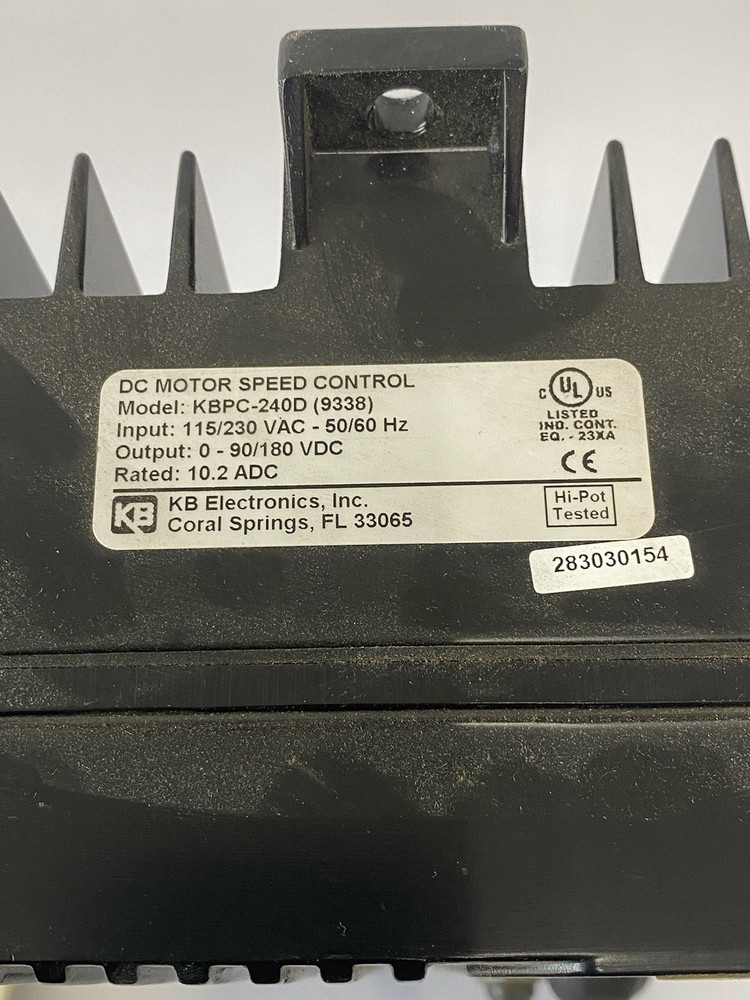 DC MOTOR SPEED CONTROL
Model: KBPC-240D (9338)
Input: 115/230 VAC - 50/60 Hz
Output: 0 - 90/180 VDC
Rated: 10.2 ADC
C UL US
LISTED
IND. CONT.
EQ. - 23XA
CE
KB
KB Electronics, Inc.
Coral Springs, FL 33065
Hi-Pot
Tested
283030154